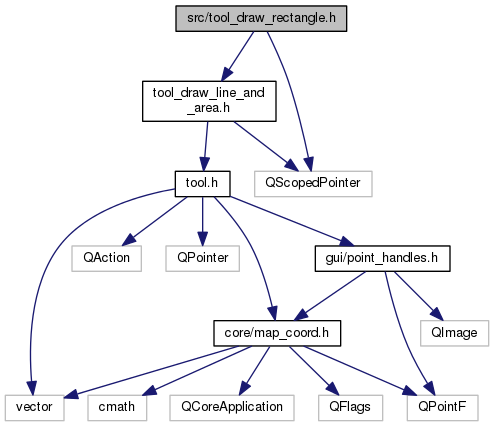 src/tool_draw_rectangle.h
tool_draw_line_and
_area.h
tool.h
QScopedPointer
QAction
QPointer
gui/point_handles.h
core/map_coord.h
QImage
vector
cmath
QCoreApplication
QFlags
QPointF